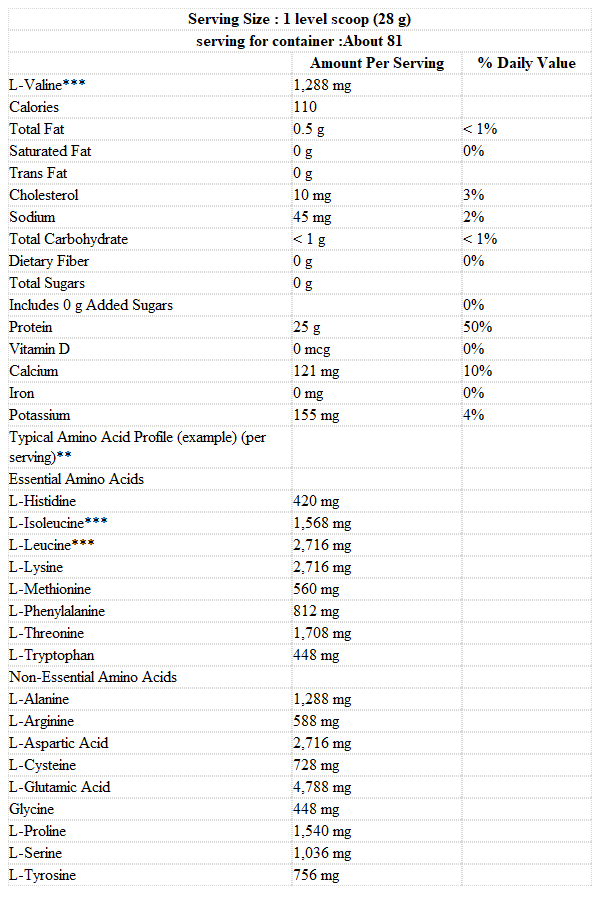 Serving Size : 1 level scoop (28 g)
serving for container :About 81
Amount Per Serving % Daily Value
L-Valine*** 1,288 mg
Calories 110
Total Fat 0.5 g < 1%
Saturated Fat 0 g 0%
Trans Fat 0 g
Cholesterol 10 mg 3%
Sodium 45 mg 2%
Total Carbohydrate < 1 g < 1%
Dietary Fiber 0 g 0%
Total Sugars 0 g
Includes 0 g Added Sugars 0%
Protein 25 g 50%
Vitamin D 0 mcg 0%
Calcium 121 mg 10%
Iron 0 mg 0%
Potassium 155 mg 4%
Typical Amino Acid Profile (example) (per
serving)**
Essential Amino Acids
L-Histidine 420 mg
L-Isoleucine*** 1,568 mg
L-Leucine*** 2,716 mg
L-Lysine 2,716 mg
L-Methionine 560 mg
L-Phenylalanine 812 mg
L-Threonine 1,708 mg
L-Tryptophan 448 mg
Non-Essential Amino Acids
L-Alanine 1,288 mg
L-Arginine 588 mg
L-Aspartic Acid 2,716 mg
L-Cysteine 728 mg
L-Glutamic Acid 4,788 mg
Glycine 448 mg
L-Proline 1,540 mg
L-Serine 1,036 mg
L-Tyrosine 756 mg